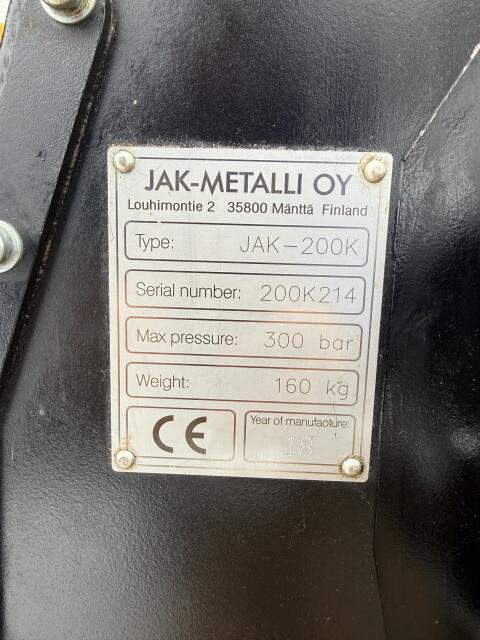 JAK-METALLI OY
Louhimontie 2 35800 Mänttä Finland
Type: JAK-200K
Serial number: 200K214
Max pressure: 300 bar
Weight: 160 kg
CE
Year of manufacture:
18